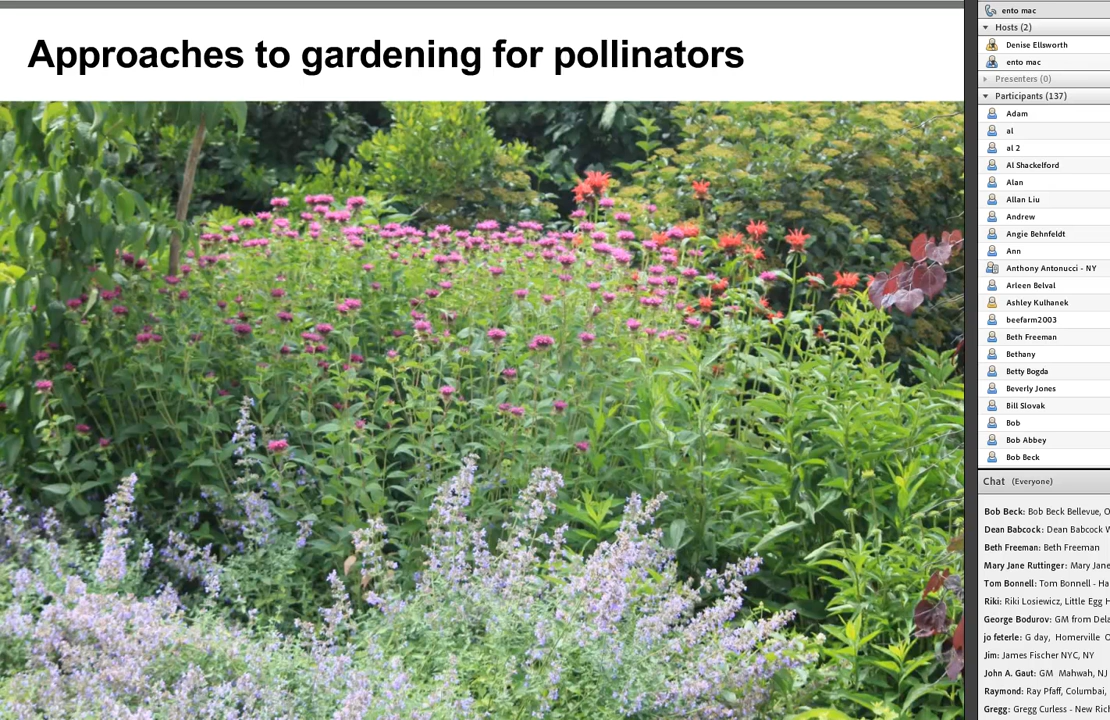 Approaches to gardening for pollinators
ento mac
Hosts (2)
Denise Ellsworth
ento mac
Presenters (0)
Participants (137)
Adam
al
al 2
Al Shackelford
Alan
Allan Liu
Andrew
Angie Behnfeldt
Ann
Anthony Antonucci - NY
Arleen Belval
Ashley Kulhanek
beefarm2003
Beth Freeman
Bethany
Betty Bogda
Beverly Jones
Bill Slovak
Bob
Bob Abbey
Bob Beck
Chat (Everyone)
Bob Beck: Bob Beck Bellevue, O
Dean Babcock: Dean Babcock W
Beth Freeman: Beth Freeman
Mary Jane Ruttinger: Mary Jane
Tom Bonnell: Tom Bonnell - Ha
Riki: Riki Losiewicz, Little Egg H
George Bodurov: GM from Dela
jo feterle: G day, Homerville O
Jim: James Fischer NYC, NY
John A. Gaut: GM Mahwah, NJ
Raymond: Ray Pfaff, Columbai,
Gregg: Gregg Curless - New Rich